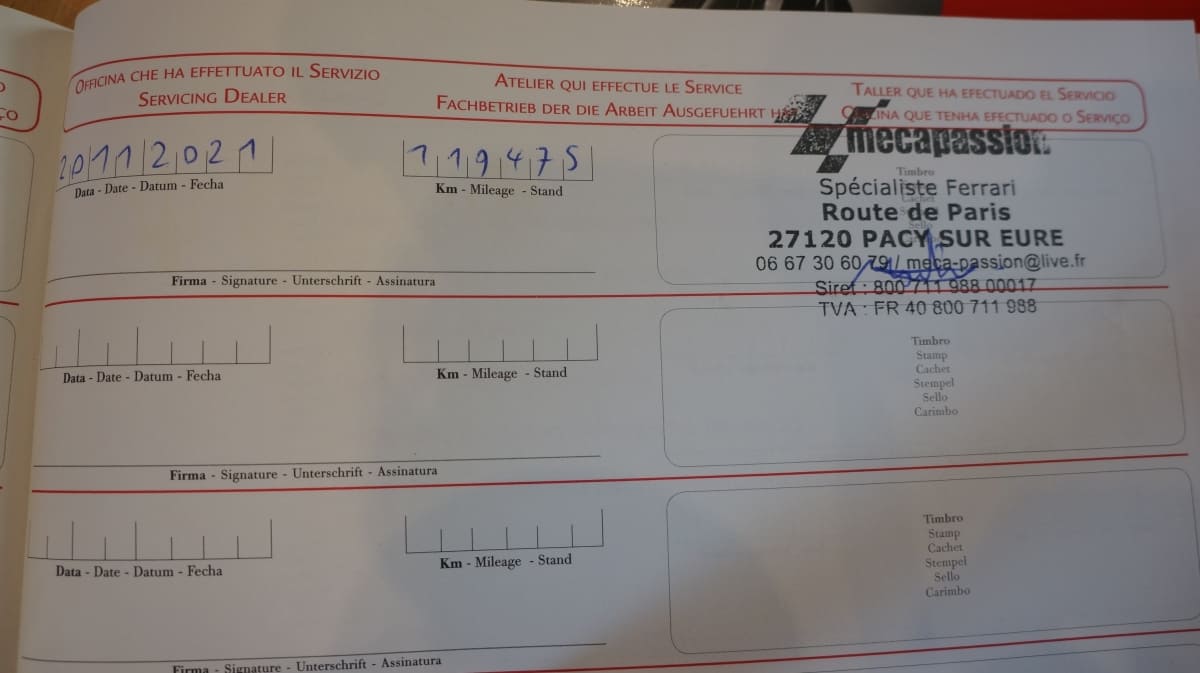 OFFICINA CHE HA EFFETTUATO IL SERVIZIO
SERVICING DEALER
ATELIER QUI EFFECTUE LE SERVICE
FACHBETRIEB DER DIE ARBEIT AUSGEFUEHRT
TALLER QUE HA EFECTUADO EL SERVICIO
QUE TENHA EFECTUADO O SERVIÇO
20112021
Data - Date - Datum - Fecha
119475
Km - Mileage - Stand
mecapassion
Timbro
Spécialiste Ferrari
Route de Paris
27120 PACY SUR EURE
06 67 30 60 79 / meca-passion@live.fr
Siret : 800 711 988 00017
TVA : FR 40 800 711 988
Firma - Signature - Unterschrift - Assinatura
Data - Date - Datum - Fecha
Km - Mileage - Stand
Timbro
Stamp
Cachet
Stempel
Sello
Carimbo
Firma - Signature - Unterschrift - Assinatura
Data - Date - Datum - Fecha
Km - Mileage - Stand
Timbro
Stamp
Cachet
Stempel
Sello
Carimbo
Firma - Signature - Unterschrift - Assinatura